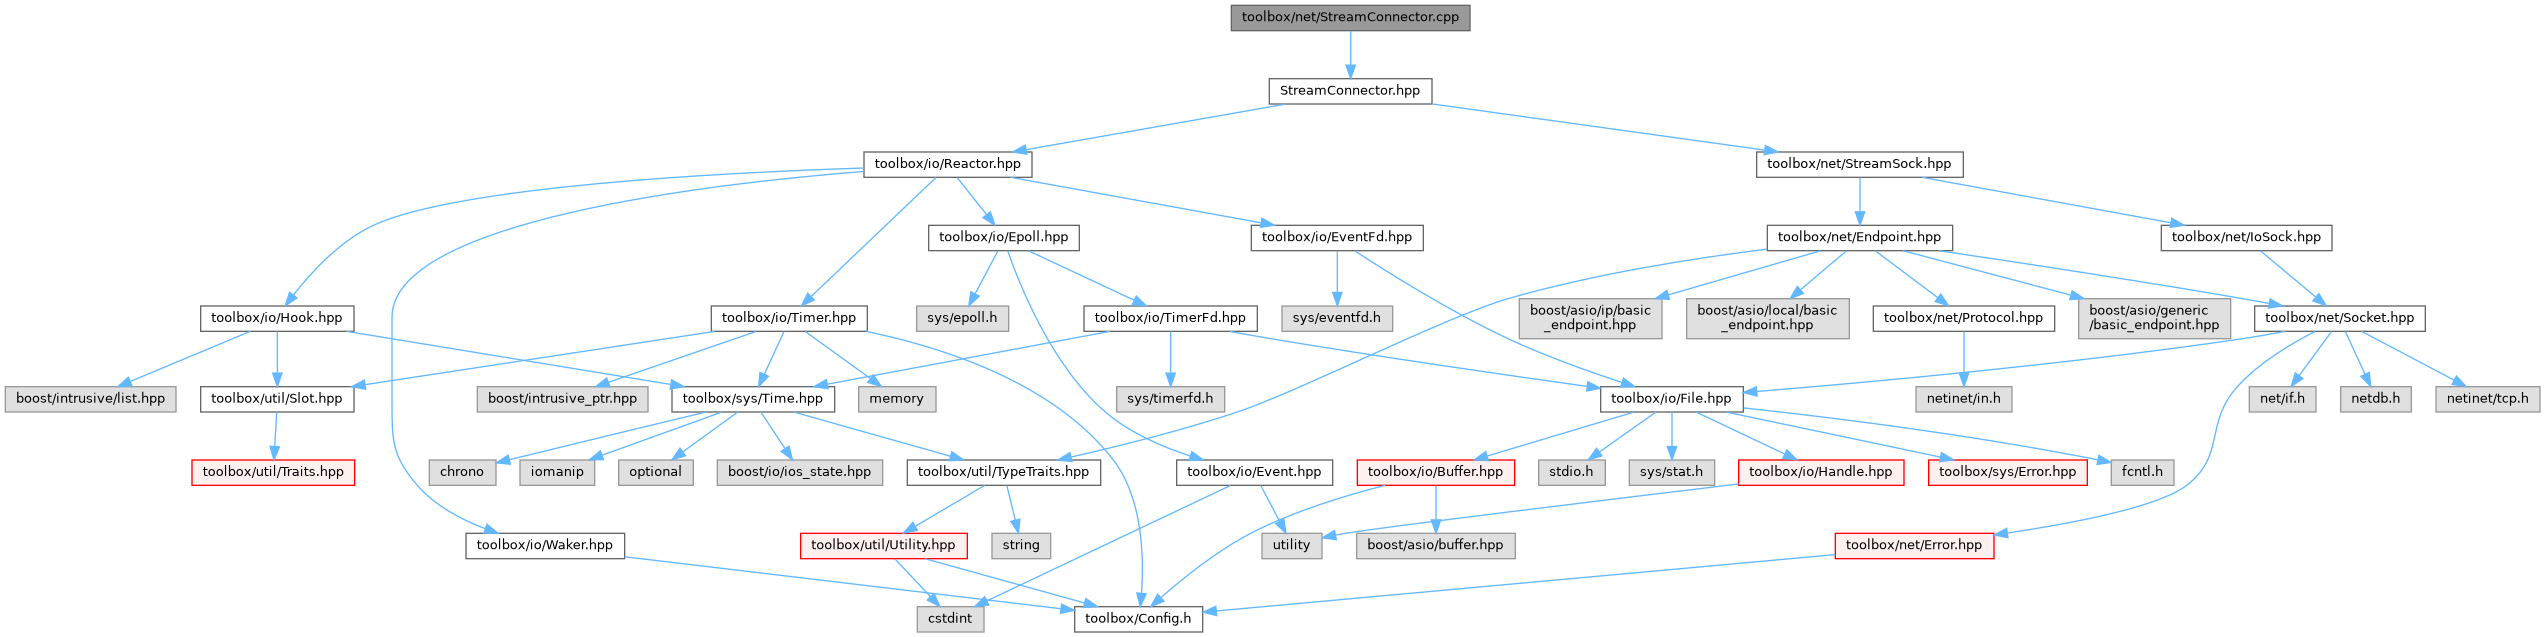 toolbox/net/StreamConnector.cpp
StreamConnector.hpp
toolbox/io/Reactor.hpp
toolbox/net/StreamSock.hpp
toolbox/io/Epoll.hpp
toolbox/io/EventFd.hpp
toolbox/net/Endpoint.hpp
toolbox/net/IoSock.hpp
toolbox/io/Hook.hpp
toolbox/io/Timer.hpp
sys/epoll.h
toolbox/io/TimerFd.hpp
sys/eventfd.h
boost/asio/ip/basic
_endpoint.hpp
boost/asio/local/basic
_endpoint.hpp
toolbox/net/Protocol.hpp
boost/asio/generic
/basic_endpoint.hpp
toolbox/net/Socket.hpp
boost/intrusive/list.hpp
toolbox/util/Slot.hpp
boost/intrusive_ptr.hpp
toolbox/sys/Time.hpp
memory
sys/timerfd.h
toolbox/io/File.hpp
netinet/in.h
net/if.h
netdb.h
netinet/tcp.h
toolbox/util/Traits.hpp
chrono
iomanip
optional
boost/io/ios_state.hpp
toolbox/util/TypeTraits.hpp
toolbox/io/Event.hpp
toolbox/io/Buffer.hpp
stdio.h
sys/stat.h
toolbox/io/Handle.hpp
toolbox/sys/Error.hpp
fcntl.h
toolbox/io/Waker.hpp
toolbox/util/Utility.hpp
string
utility
boost/asio/buffer.hpp
toolbox/net/Error.hpp
cstdint
toolbox/Config.h